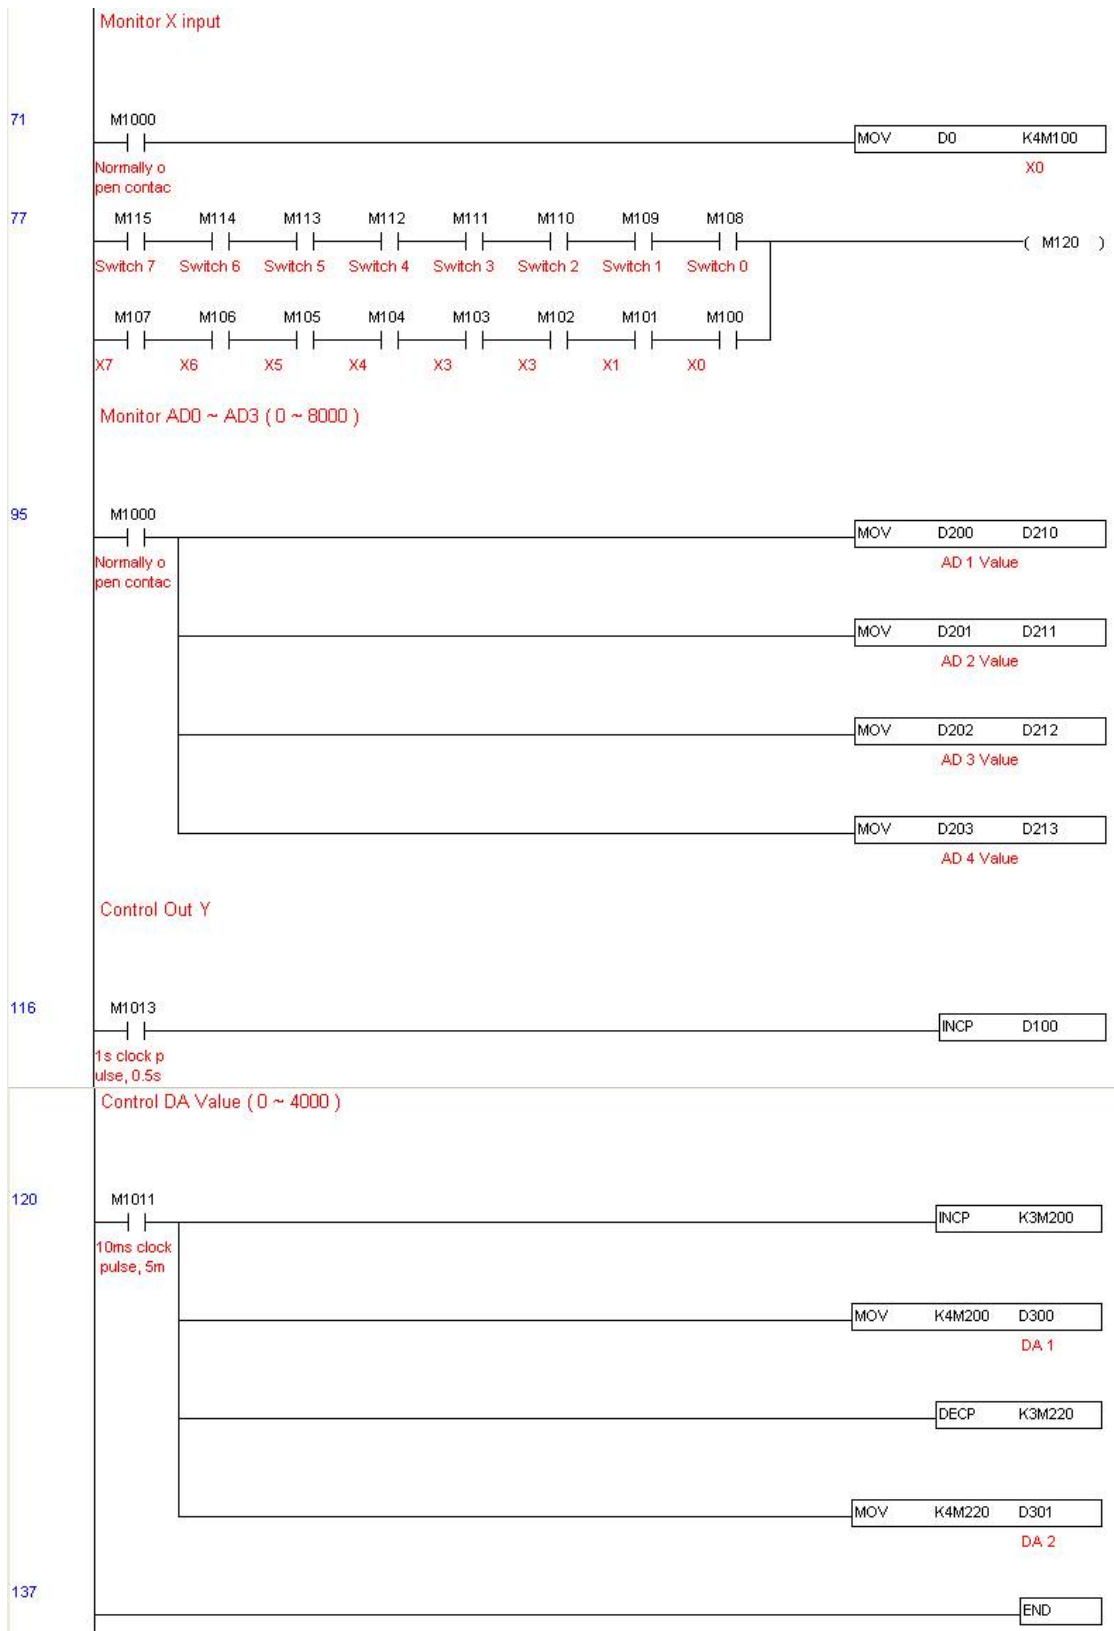 Monitor X input
71
M1000
MOV D0 K4M100
Normally o
pen contac
X0
77
M115 M114 M113 M112 M111 M110 M109 M108
( M120 )
Switch 7 Switch 6 Switch 5 Switch 4 Switch 3 Switch 2 Switch 1 Switch 0
M107 M106 M105 M104 M103 M102 M101 M100
X7 X6 X5 X4 X3 X3 X1 X0
Monitor AD0 ~ AD3 ( 0 ~ 8000 )
95
M1000
MOV D200 D210
Normally o
pen contac
AD 1 Value
MOV D201 D211
AD 2 Value
MOV D202 D212
AD 3 Value
MOV D203 D213
AD 4 Value
Control Out Y
116
M1013
INCP D100
1s clock p
ulse, 0.5s
Control DA Value ( 0 ~ 4000 )
120
M1011
INCP K3M200
10ms clock
pulse, 5m
MOV K4M200 D300
DA 1
DECP K3M220
MOV K4M220 D301
DA 2
137
END